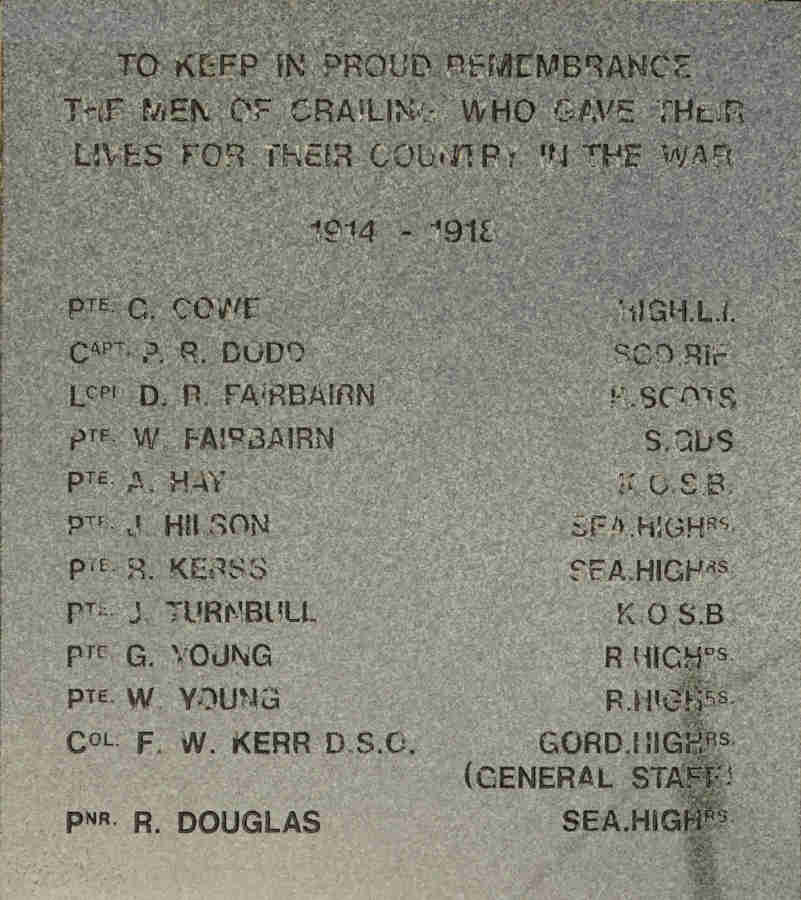 TO KEEP IN PROUD REMEMBRANCE
THE MEN OF CRAILING WHO GAVE THEIR
LIVES FOR THEIR COUNTRY IN THE WAR
1914 - 1918
PTE. G. COWE HIGH.L.I.
CAPT. P. R. DODD SCO.RIF
LCPL D. R. FAIRBAIRN R.SCOTS
PTE. W. FAIRBAIRN S.GDS
PTE. A. HAY K.O.S.B.
PTE. J. HILSON SEA.HIGHRS.
PTE. R. KERSS SEA.HIGHRS.
PTE. J. TURNBULL K.O.S.B
PTE. G. YOUNG R.HIGHRS.
PTE. W. YOUNG R.HIGHRS.
COL. F. W. KERR D.S.O. GORD.HIGHRS.
(GENERAL STAFF)
PNR. R. DOUGLAS SEA.HIGHRS.